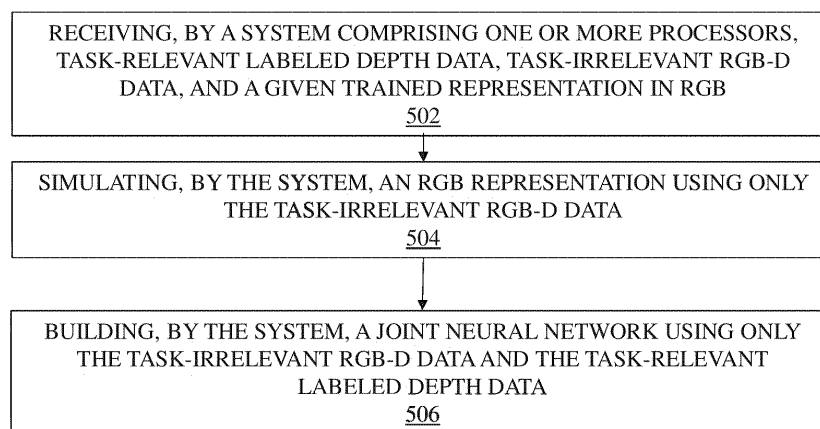 RECEIVING, BY A SYSTEM COMPRISING ONE OR MORE PROCESSORS,
TASK-RELEVANT LABELED DEPTH DATA, TASK-IRRELEVANT RGB-D
DATA, AND A GIVEN TRAINED REPRESENTATION IN RGB
502
SIMULATING, BY THE SYSTEM, AN RGB REPRESENTATION USING ONLY
THE TASK-IRRELEVANT RGB-D DATA
504
BUILDING, BY THE SYSTEM, A JOINT NEURAL NETWORK USING ONLY
THE TASK-IRRELEVANT RGB-D DATA AND THE TASK-RELEVANT
LABELED DEPTH DATA
506